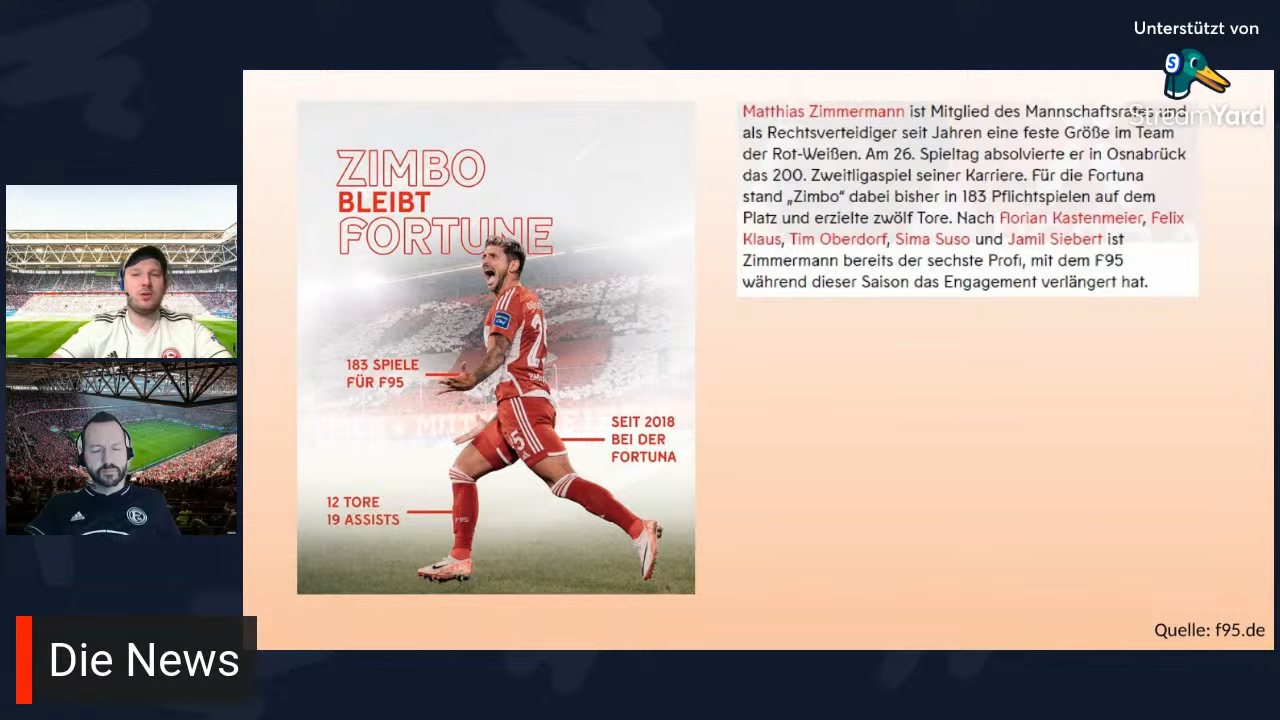 Unterstützt von
StreamYard
ZIMBO
BLEIBT
FORTUNE
183 SPIELE
FÜR F95
SEIT 2018
BEI DER
FORTUNA
12 TORE
19 ASSISTS
F95
Matthias Zimmermann ist Mitglied des Mannschaftsrates und
als Rechtsverteidiger seit Jahren eine feste Größe im Team
der Rot-Weißen. Am 26. Spieltag absolvierte er in Osnabrück
das 200. Zweitligaspiel seiner Karriere. Für die Fortuna
stand „Zimbo“ dabei bisher in 183 Pflichtspielen auf dem
Platz und erzielte zwölf Tore. Nach Florian Kastenmeier, Felix
Klaus, Tim Oberdorf, Sima Suso und Jamil Siebert ist
Zimmermann bereits der sechste Profi, mit dem F95
während dieser Saison das Engagement verlängert hat.
Quelle: f95.de
Die News